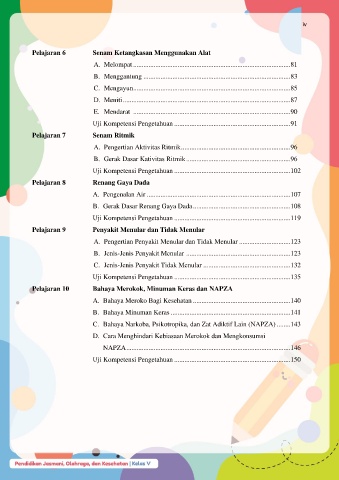 iv
Pelajaran 6 Senam Ketangkasan Menggunakan Alat
A. Melompat ........ 81
B. Menggantung ........ 83
C. Mengayun ........ 85
D. Meniti ........ 87
E. Mendarat ........ 90
Uji Kompetensi Pengetahuan ........ 91
Pelajaran 7 Senam Ritmik
A. Pengertian Aktivitas Ritmik ........ 96
B. Gerak Dasar Kativitas Ritmik ........ 96
Uji Kompetensi Pengetahuan ........ 102
Pelajaran 8 Renang Gaya Dada
A. Pengenalan Air ........ 107
B. Gerak Dasar Renang Gaya Dada ........ 108
Uji Kompetensi Pengetahuan ........ 119
Pelajaran 9 Penyakit Menular dan Tidak Menular
A. Pengertian Penyakit Menular dan Tidak Menular ........ 123
B. Jenis-Jenis Penyakit Menular ........ 123
C. Jenis-Jenis Penyakit Tidak Menular ........ 132
Uji Kompetensi Pengetahuan ........ 135
Pelajaran 10 Bahaya Merokok, Minuman Keras dan NAPZA
A. Bahaya Meroko Bagi Kesehatan ........ 140
B. Bahaya Minuman Keras ........ 141
C. Bahaya Narkoba, Psikotropika, dan Zat Adiktif Lain (NAPZA) ........ 143
D. Cara Menghindari Kebiasaan Merokok dan Mengkonsumsi
NAPZA ........ 146
Uji Kompetensi Pengetahuan ........ 150
Pendidikan Jasmani, Olahraga, dan Kesehatan | Kelas V